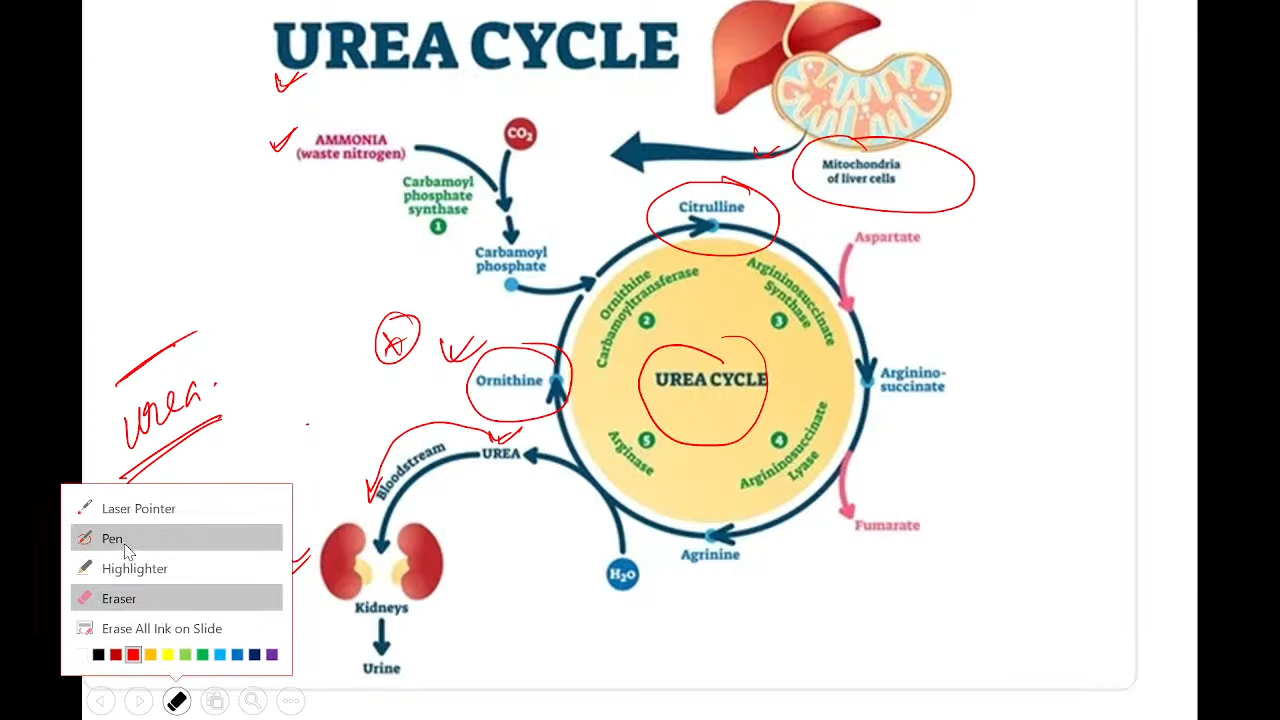 UREA CYCLE
AMMONIA
(waste nitrogen)
CO₂
Carbamoyl
phosphate
synthase
1
Carbamoyl
phosphate
Mitochondria
of liver cells
Citrulline
Aspartate
Ornithine
Carbamoyltransferase
2
Argininosuccinate
Synthase
3
Ornithine
UREA CYCLE
Arginino-
succinate
5
Arginase
4
Argininosuccinate
Lyase
urea.
Bloodstream
UREA
Fumarate
Agrinine
H₂O
Kidneys
Urine
Laser Pointer
Pen
Highlighter
Eraser
Erase All Ink on Slide